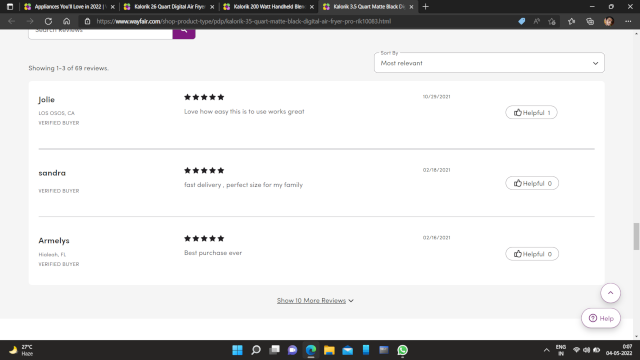 Appliances You'll Love in 2022 |
Kalorik 26 Quart Digital Air Fryer
Kalorik 200 Watt Handheld Blend
Kalorik 3.5 Quart Matte Black Di
https://www.wayfair.com/shop-product-type/pdp/kalorik-35-quart-matte-black-digital-air-fryer-pro-rlk10083.html
Search Reviews
Sort By
Most relevant
Showing 1-3 of 69 reviews.
Jolie
LOS OSOS, CA
VERIFIED BUYER
Love how easy this is to use works great
10/29/2021
Helpful 1
sandra
VERIFIED BUYER
fast delivery , perfect size for my family
02/18/2021
Helpful 0
Armelys
Hialeah, FL
VERIFIED BUYER
Best purchase ever
02/16/2021
Helpful 0
Show 10 More Reviews
Help
27°C
Haze
ENG
IN
0:07
04-05-2022